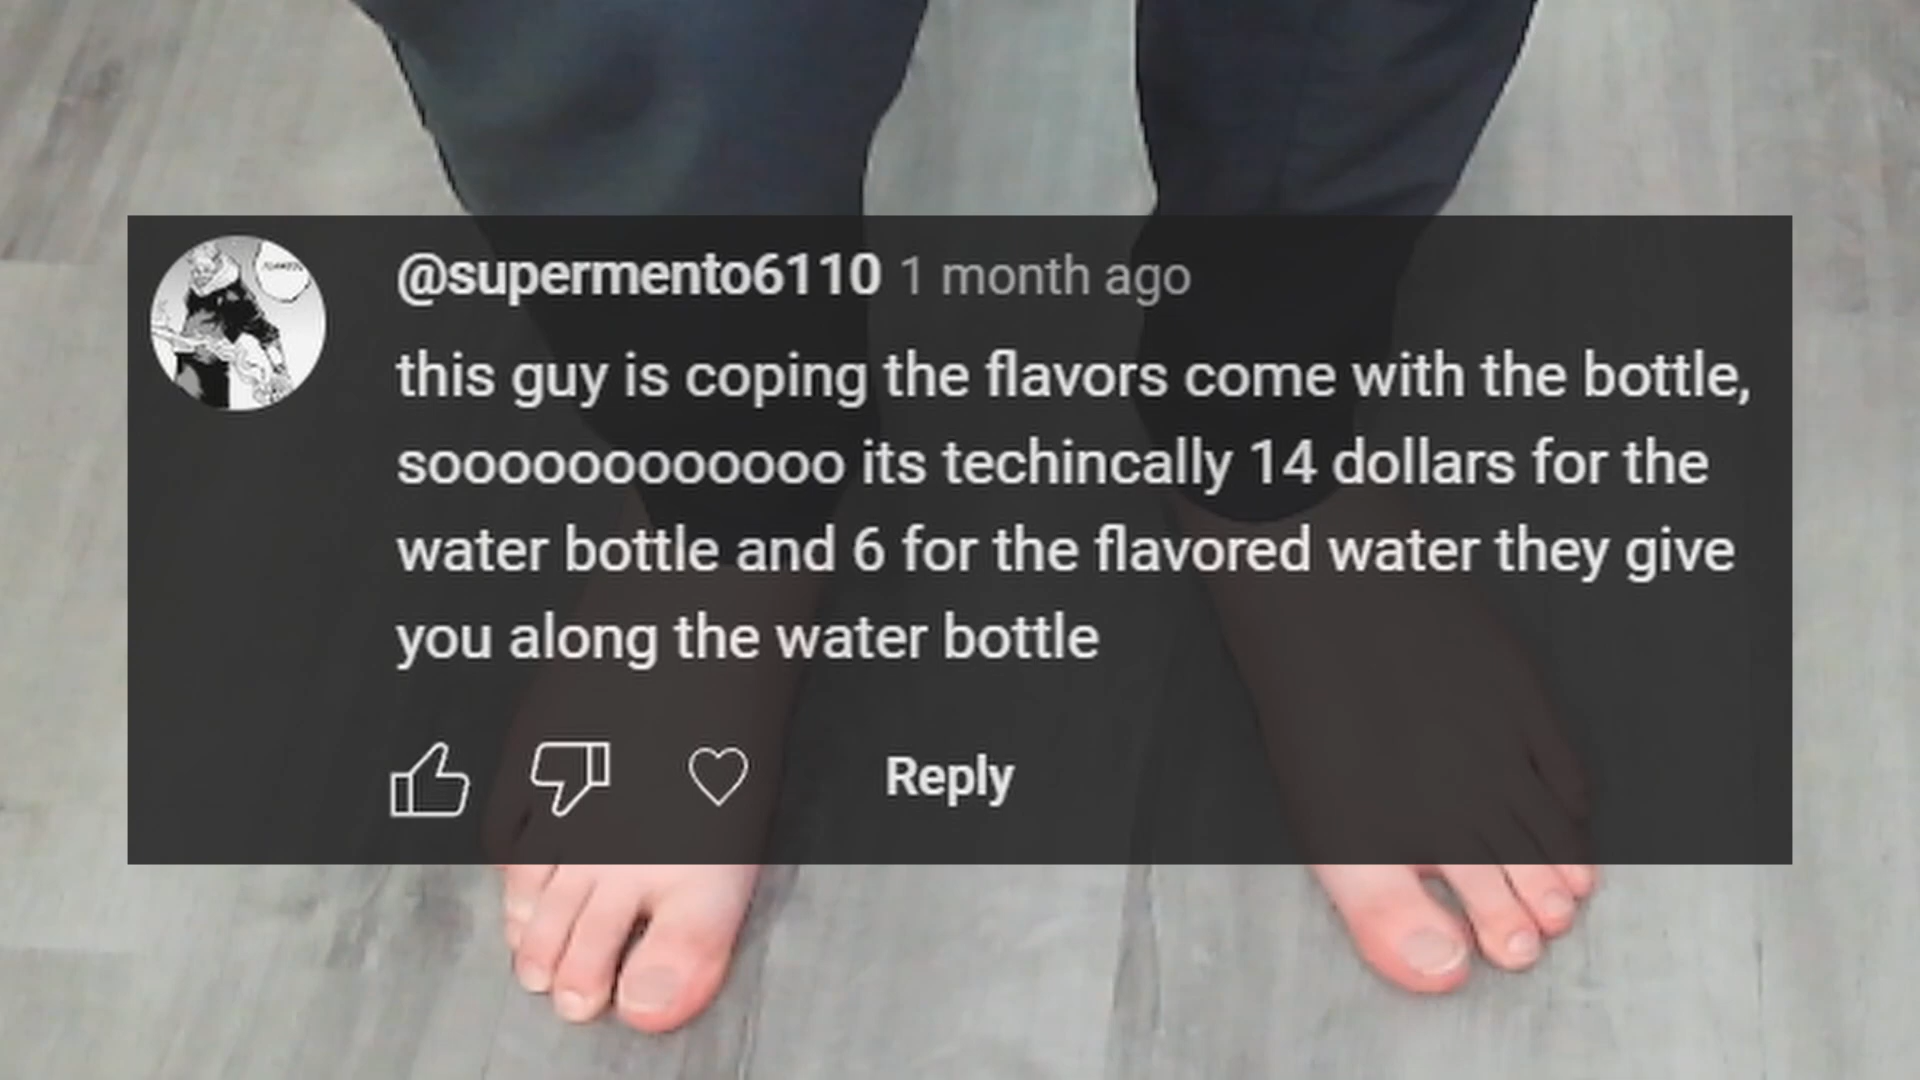 @supermento6110 1 month ago
this guy is coping the flavors come with the bottle,
sooooooooooooo its techincally 14 dollars for the
water bottle and 6 for the flavored water they give
you along the water bottle
Reply